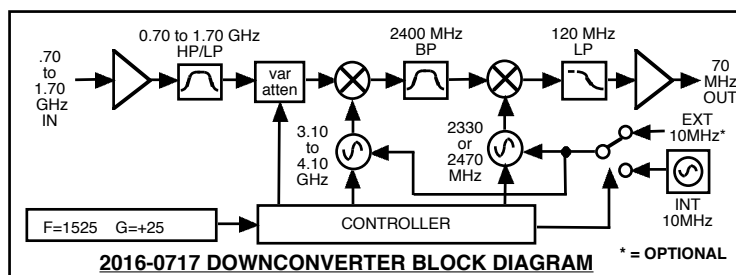 .70
to
1.70
GHz
IN
0.70 to 1.70 GHz
HP/LP
var
atten
2400 MHz
BP
120 MHz
LP
70
MHz
OUT
3.10
to
4.10
GHz
2330
or
2470
MHz
EXT
10MHz*
INT
10MHz
F=1525 G=+25
CONTROLLER
2016-0717 DOWNCONVERTER BLOCK DIAGRAM
* = OPTIONAL